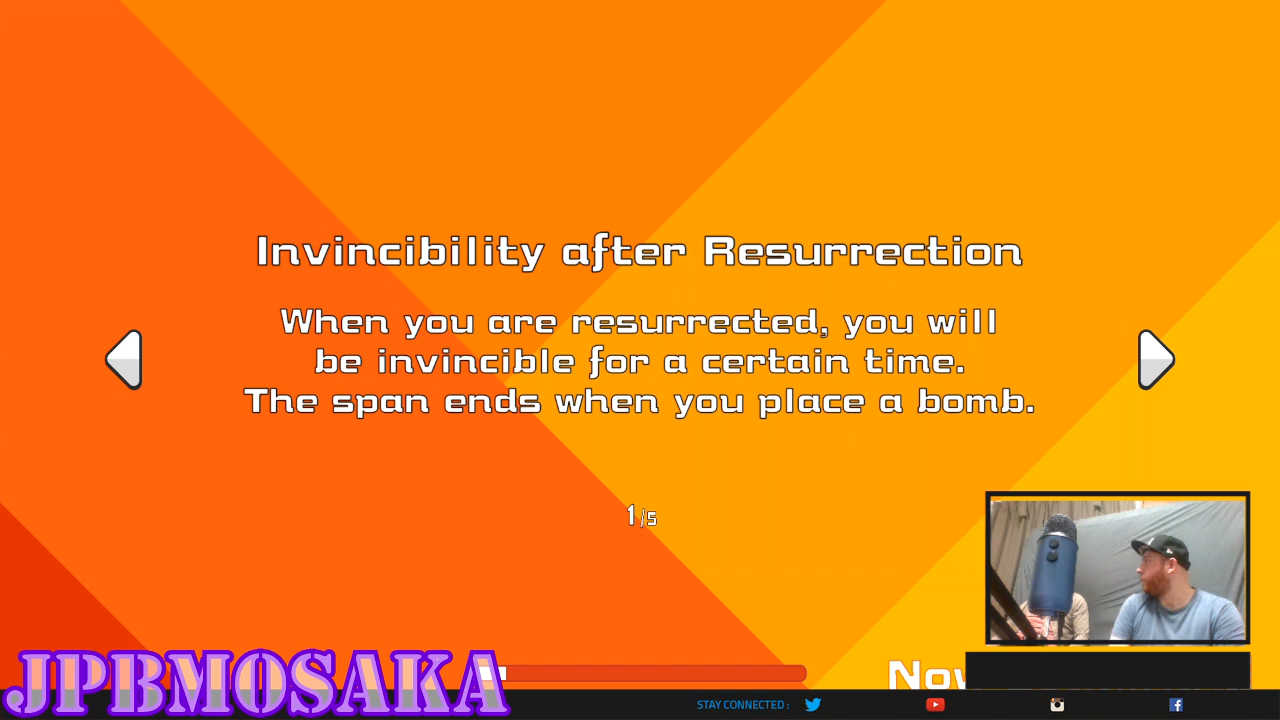 Invincibility after Resurrection
When you are resurrected, you will
be invincible for a certain time.
The span ends when you place a bomb.
1/5
JPBMOSAKA
STAY CONNECTED :